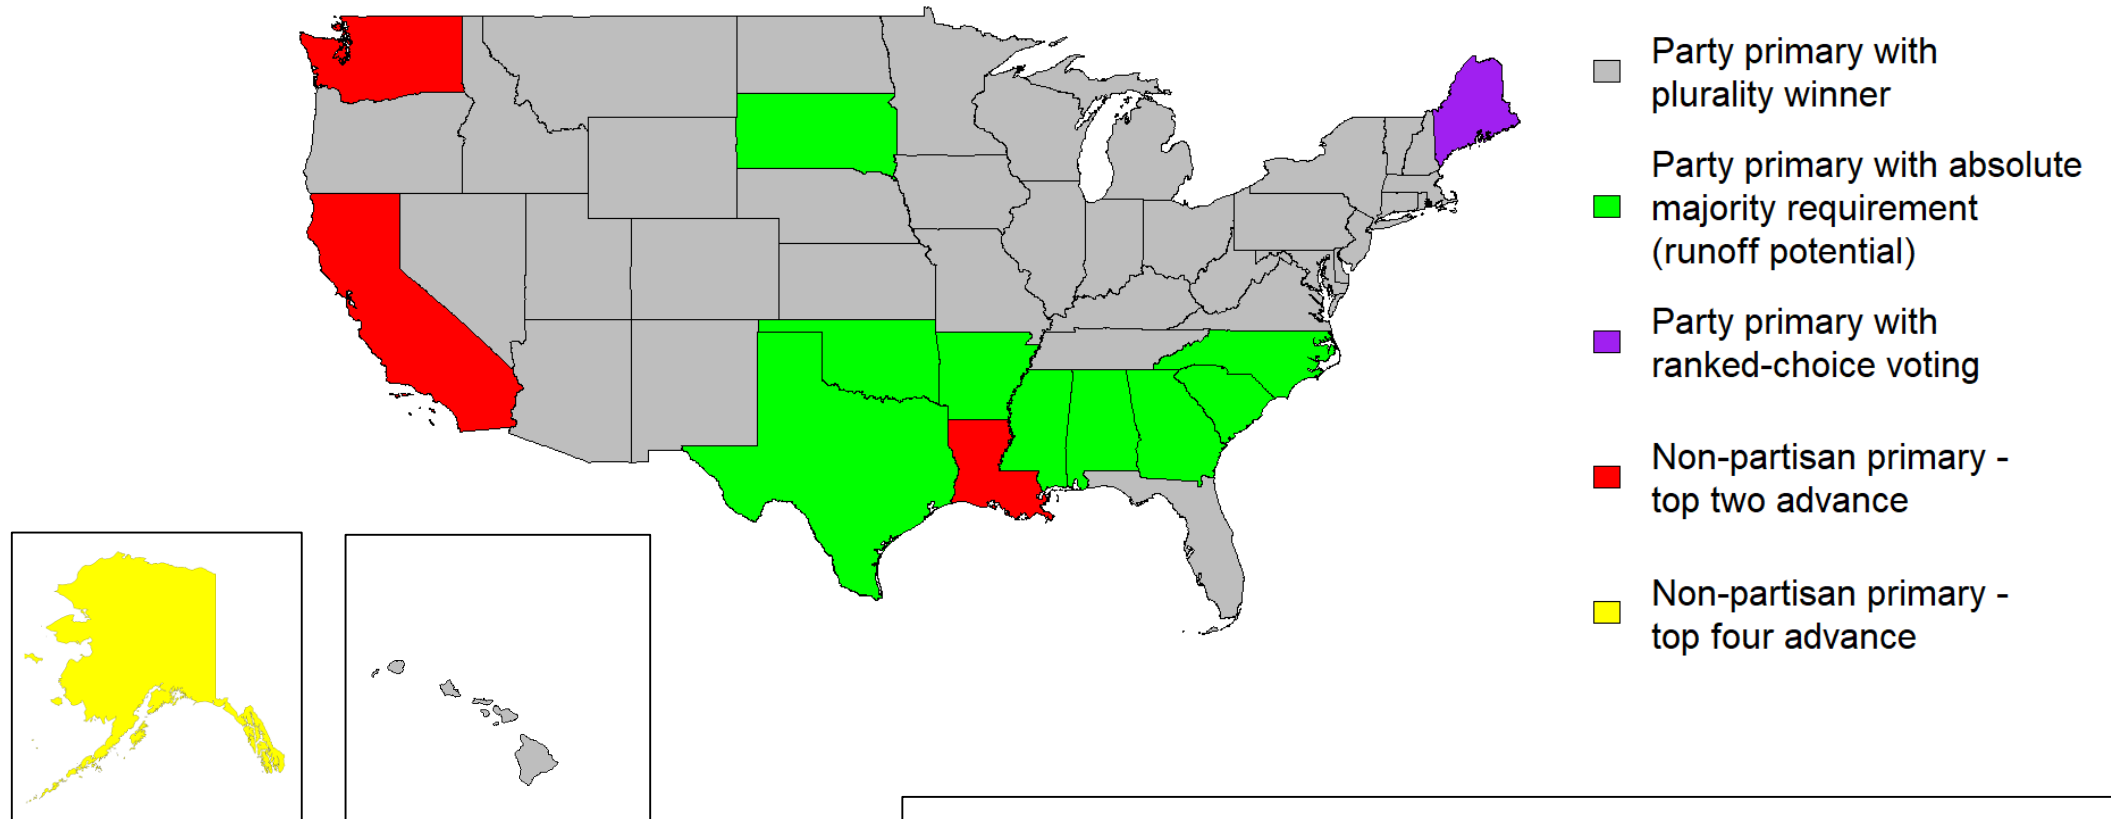 Party primary with
plurality winner
Party primary with absolute
majority requirement
(runoff potential)
Party primary with
ranked-choice voting
Non-partisan primary -
top two advance
Non-partisan primary -
top four advance